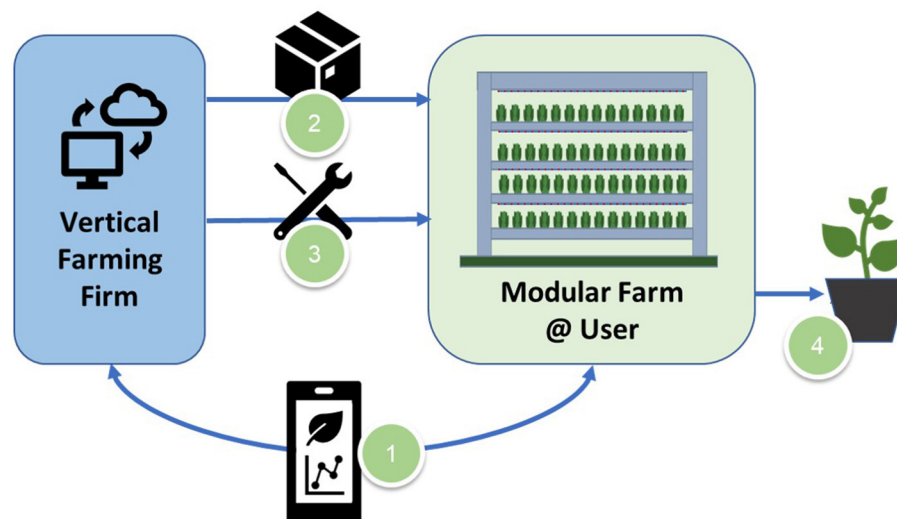 2
3
Vertical
Farming
Firm
Modular Farm
@ User
4
1